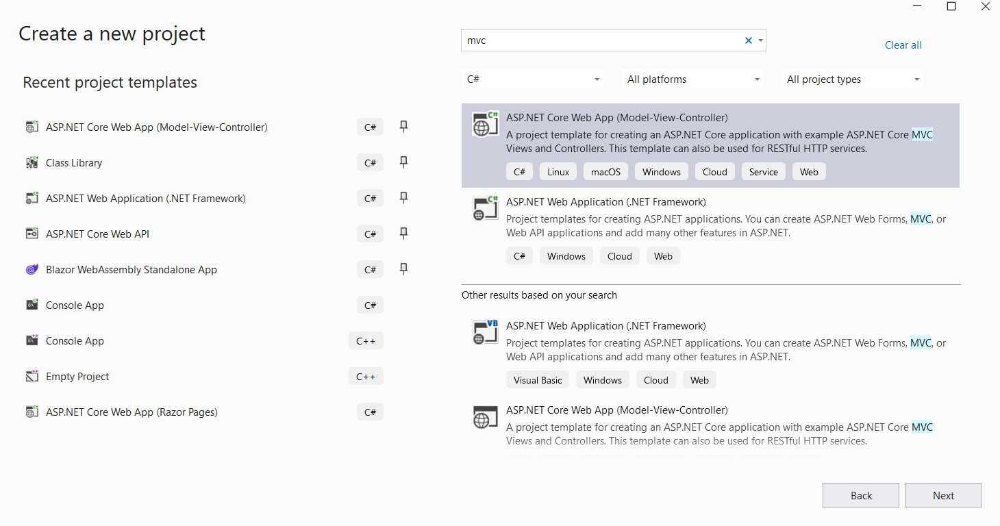 Create a new project
Recent project templates
ASP.NET Core Web App (Model-View-Controller) C#
Class Library C#
ASP.NET Web Application (.NET Framework) C#
ASP.NET Core Web API C#
Blazor WebAssembly Standalone App C#
Console App C#
Console App C++
Empty Project C++
ASP.NET Core Web App (Razor Pages) C#
mvc
Clear all
C# All platforms All project types
C#
ASP.NET Core Web App (Model-View-Controller)
A project template for creating an ASP.NET Core application with example ASP.NET Core MVC
Views and Controllers. This template can also be used for RESTful HTTP services.
C# Linux macOS Windows Cloud Service Web
C#
ASP.NET Web Application (.NET Framework)
Project templates for creating ASP.NET applications. You can create ASP.NET Web Forms, MVC, or
Web API applications and add many other features in ASP.NET.
C# Windows Cloud Web
Other results based on your search
VB
ASP.NET Web Application (.NET Framework)
Project templates for creating ASP.NET applications. You can create ASP.NET Web Forms, MVC, or
Web API applications and add many other features in ASP.NET.
Visual Basic Windows Cloud Web
ASP.NET Core Web App (Model-View-Controller)
A project template for creating an ASP.NET Core application with example ASP.NET Core MVC
Views and Controllers. This template can also be used for RESTful HTTP services.
Back Next